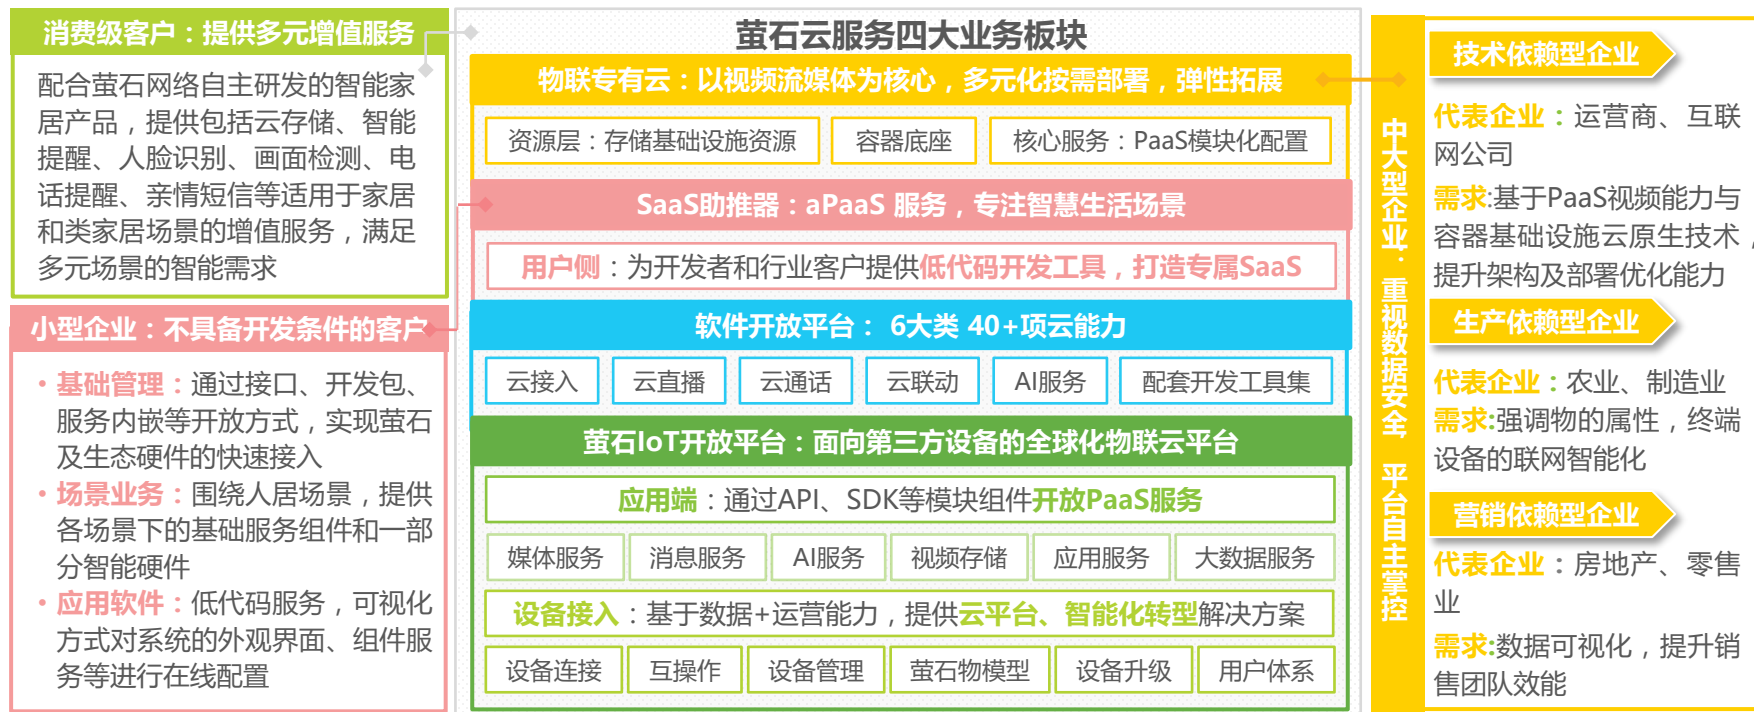 消费级客户：提供多元增值服务
配合萤石网络自主研发的智能家
居产品，提供包括云存储、智能
提醒、人脸识别、画面检测、电
话提醒、亲情短信等适用于家居
和类家居场景的增值服务，满足
多元场景的智能需求
小型企业：不具备开发条件的客户
• 基础管理：通过接口、开发包、
服务内嵌等开放方式，实现萤石
及生态硬件的快速接入
• 场景业务：围绕人居场景，提供
各场景下的基础服务组件和一部
分智能硬件
• 应用软件：低代码服务，可视化
方式对系统的外观界面、组件服
务等进行在线配置
萤石云服务四大业务板块
物联专有云：以视频流媒体为核心，多元化按需部署，弹性拓展
资源层：存储基础设施资源
容器底座
核心服务：PaaS模块化配置
SaaS助推器：aPaaS 服务，专注智慧生活场景
用户侧：为开发者和行业客户提供低代码开发工具，打造专属SaaS
软件开放平台： 6大类 40+项云能力
云接入
云直播
云通话
云联动
AI服务
配套开发工具集
萤石IoT开放平台：面向第三方设备的全球化物联云平台
应用端：通过API、SDK等模块组件开放PaaS服务
媒体服务
消息服务
AI服务
视频存储
应用服务
大数据服务
设备接入：基于数据+运营能力，提供云平台、智能化转型解决方案
设备连接
互操作
设备管理
萤石物模型
设备升级
用户体系
中大型企业：重视数据安全，平台自主掌控
技术依赖型企业
代表企业：运营商、互联
网公司
需求:基于PaaS视频能力与
容器基础设施云原生技术，
提升架构及部署优化能力
生产依赖型企业
代表企业：农业、制造业
需求:强调物的属性，终端
设备的联网智能化
营销依赖型企业
代表企业：房地产、零售
业
需求:数据可视化，提升销
售团队效能